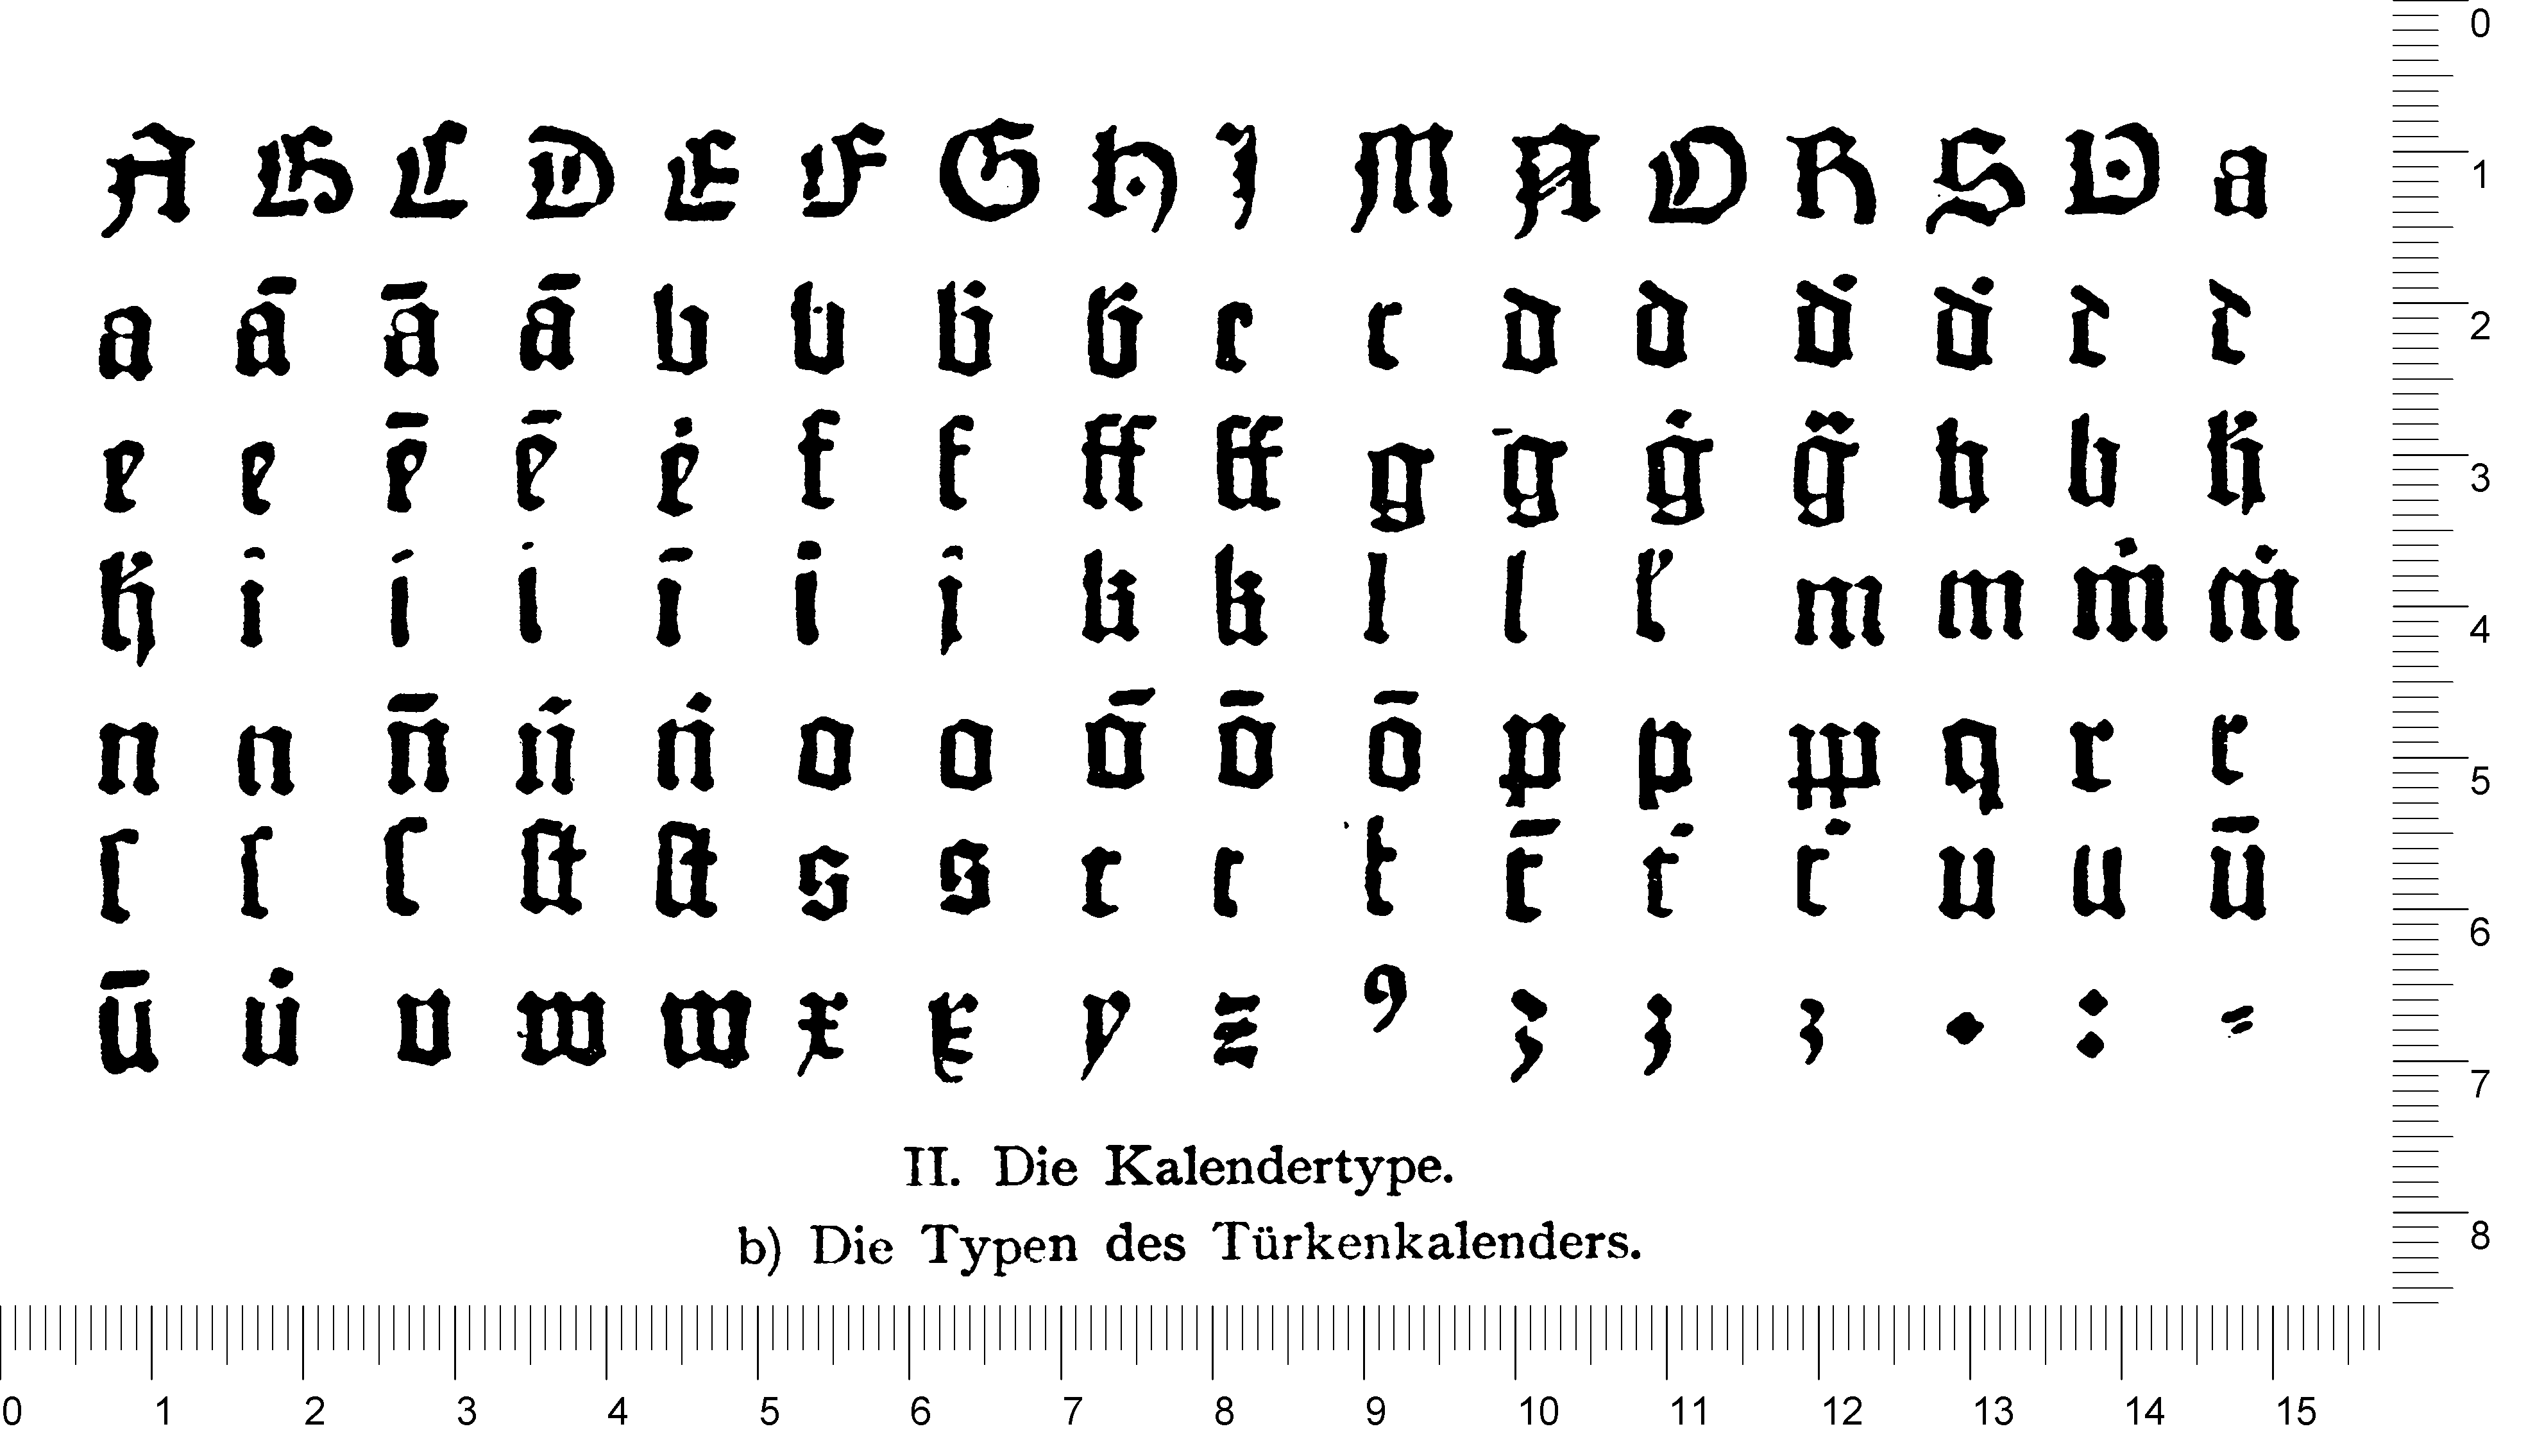 A B C D E F G H I M N O R S V a
a ā ā ā b b b̓ b̓ c c d d d̓ d̓ c c
e e ē ē ė f f ff ff g ḡ ġ g̈ h h h̓
h̓ i í i ī i j k k l l l̓ m m ṁ ṁ
n n n̄ ń ń o o ō ō ō p p pp q r r
ſ ſ ſ ſt ſt s s t t t t̄ t́ t́ u u ū
ū u̇ v w w x x y z ⁹ ʒ ʒ ʒ · : ⸗
II. Die Kalendertype.
b) Die Typen des Türkenkalenders.
0 1 2 3 4 5 6 7 8
0 1 2 3 4 5 6 7 8 9 10 11 12 13 14 15